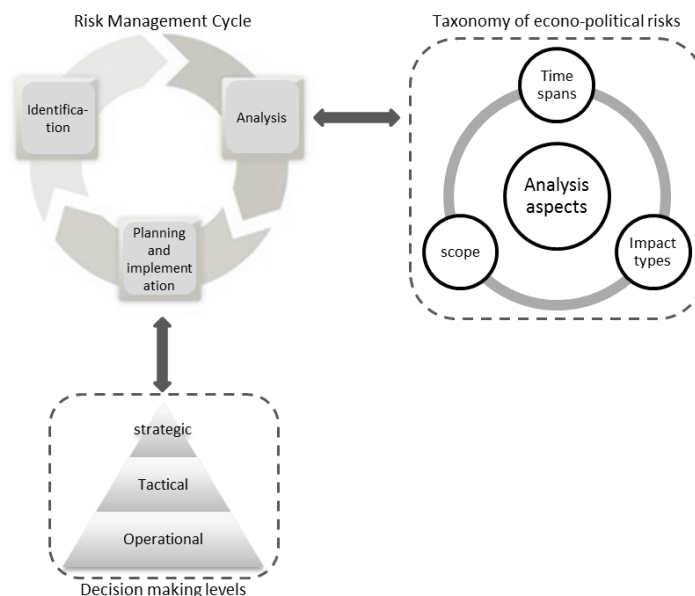 Risk Management Cycle
Taxonomy of econo-political risks
Identifica-
tion
Analysis
Planning
and
implement
ation
Time
spans
Analysis
aspects
scope
Impact
types
strategic
Tactical
Operational
Decision making levels